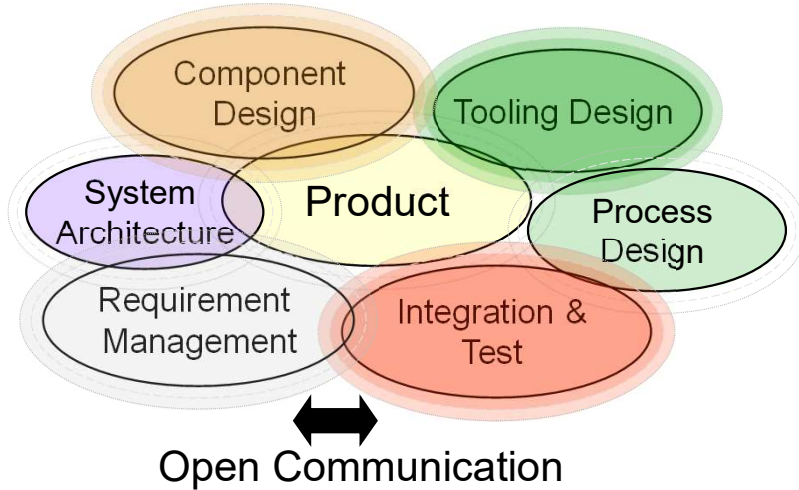 Component
Design
Tooling Design
System
Architecture
Product
Process
Design
Requirement
Management
Integration &
Test
Open Communication